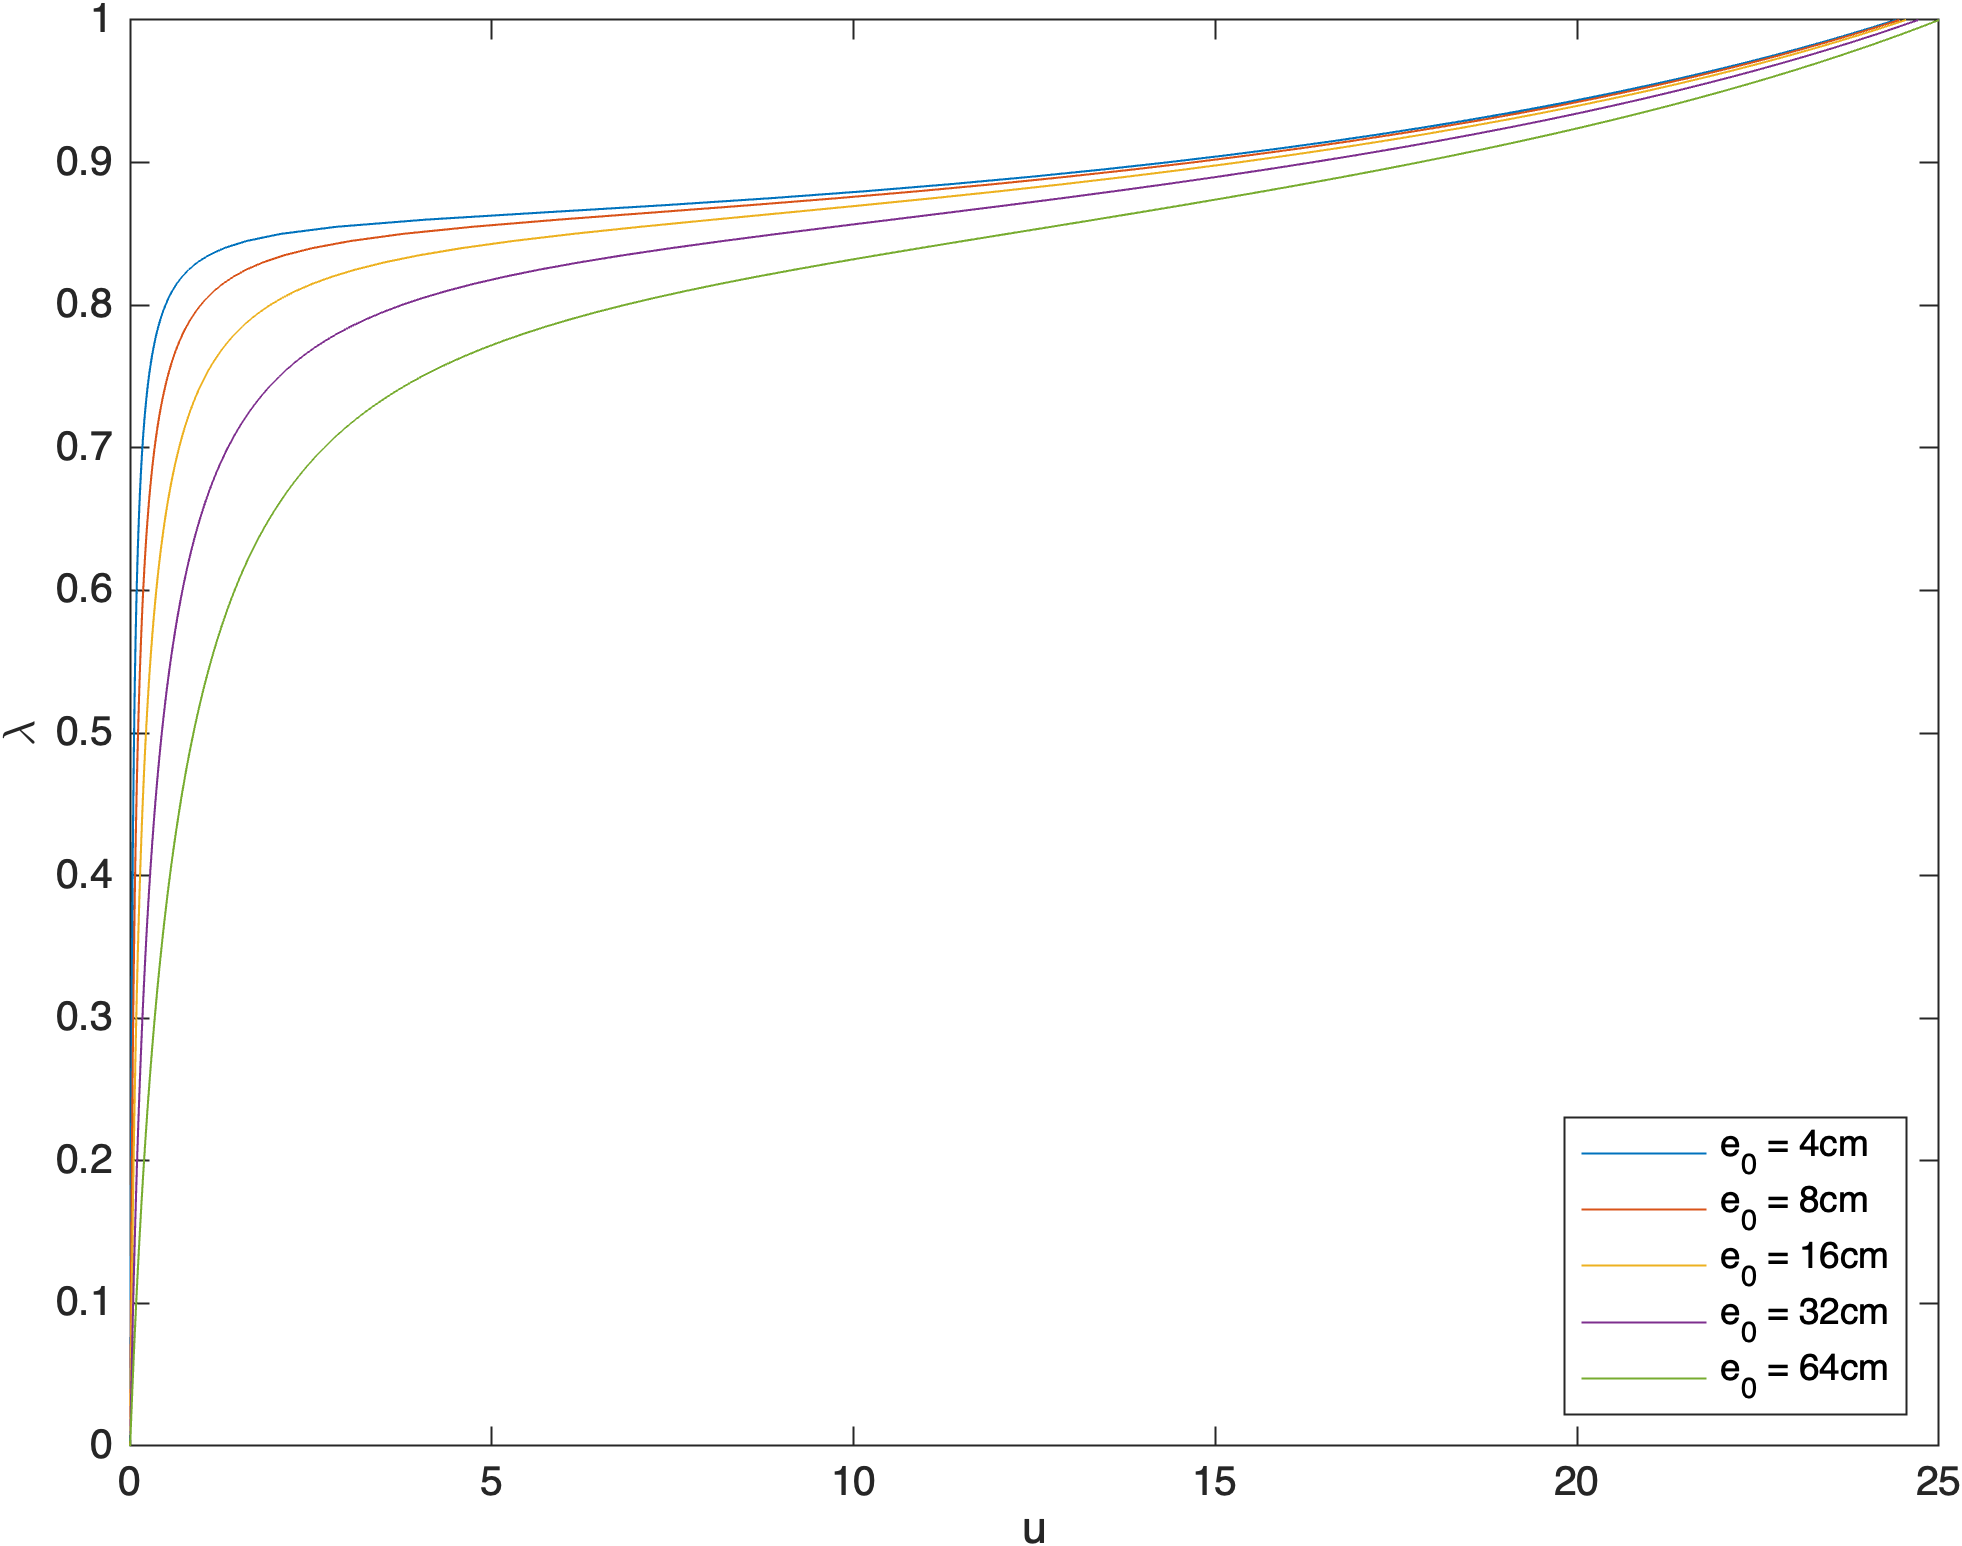 1
0.9
0.8
0.7
0.6
0.5
0.4
0.3
0.2
0.1
0
λ
0 5 10 15 20 25
u
e₀ = 4cm
e₀ = 8cm
e₀ = 16cm
e₀ = 32cm
e₀ = 64cm